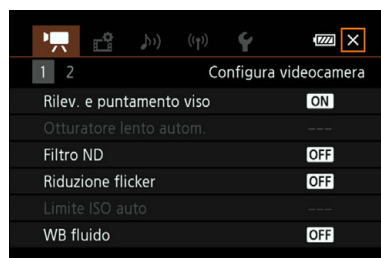 1 2 Configura videocamera
Rilev. e puntamento viso ON
Otturatore lento autom. ---
Filtro ND OFF
Riduzione flicker OFF
Limite ISO auto ---
WB fluido OFF